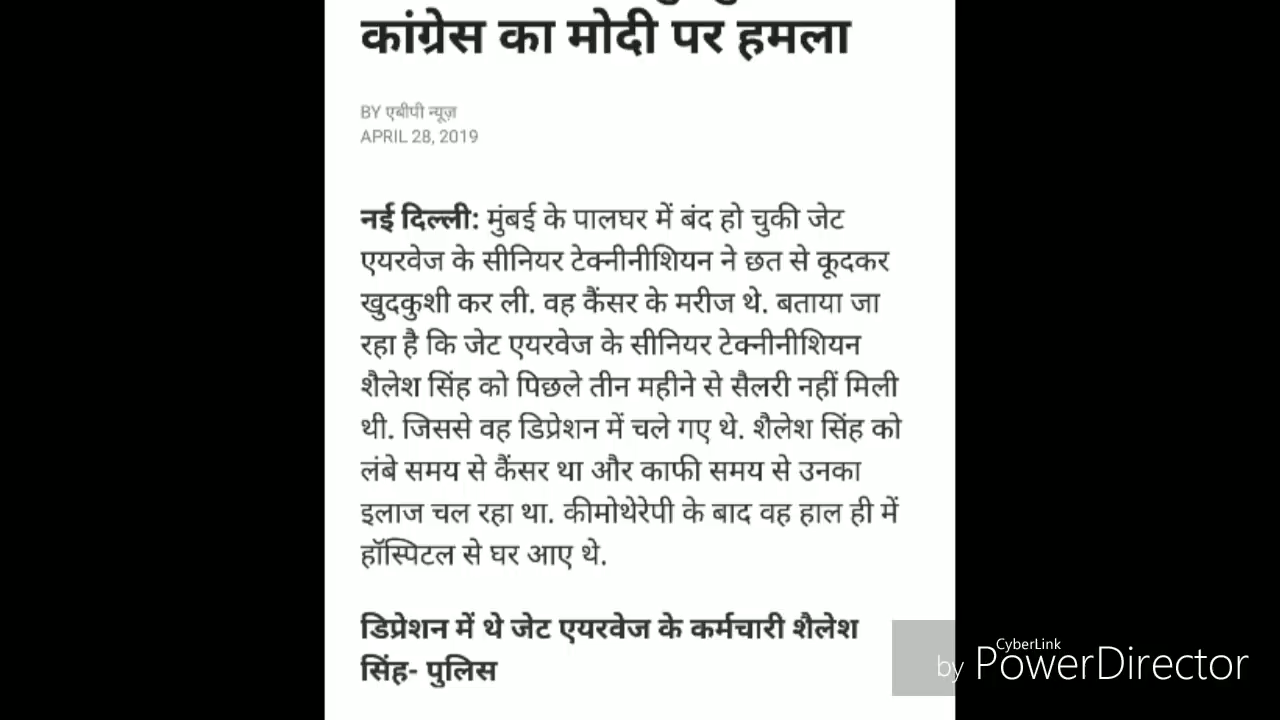 कांग्रेस का मोदी पर हमला
BY एबीपी न्यूज़
APRIL 28, 2019
नई दिल्ली: मुंबई के पालघर में बंद हो चुकी जेट
एयरवेज के सीनियर टेक्नीनीशियन ने छत से कूदकर
खुदकुशी कर ली. वह कैंसर के मरीज थे. बताया जा
रहा है कि जेट एयरवेज के सीनियर टेक्नीनीशियन
शैलेश सिंह को पिछले तीन महीने से सैलरी नहीं मिली
थी. जिससे वह डिप्रेशन में चले गए थे. शैलेश सिंह को
लंबे समय से कैंसर था और काफी समय से उनका
इलाज चल रहा था. कीमोथेरेपी के बाद वह हाल ही में
हॉस्पिटल से घर आए थे.
डिप्रेशन में थे जेट एयरवेज के कर्मचारी शैलेश
सिंह- पुलिस
CyberLink
by PowerDirector